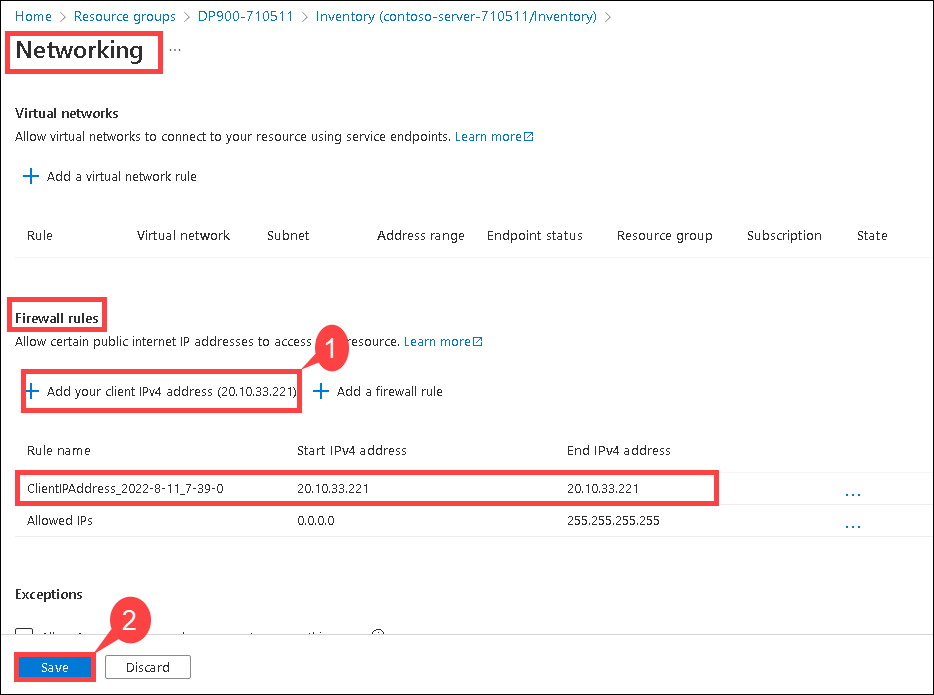 Home > Resource groups > DP900-710511 > Inventory (contoso-server-710511/Inventory) >
Networking ...
Virtual networks
Allow virtual networks to connect to your resource using service endpoints. Learn more
+ Add a virtual network rule
Rule Virtual network Subnet Address range Endpoint status Resource group Subscription State
Firewall rules
Allow certain public internet IP addresses to access resource. Learn more
1
+ Add your client IPv4 address (20.10.33.221) + Add a firewall rule
Rule name Start IPv4 address End IPv4 address
ClientIPAddress_2022-8-11_7-39-0 20.10.33.221 20.10.33.221 ...
Allowed IPs 0.0.0.0 255.255.255.255 ...
Exceptions
2
Save Discard